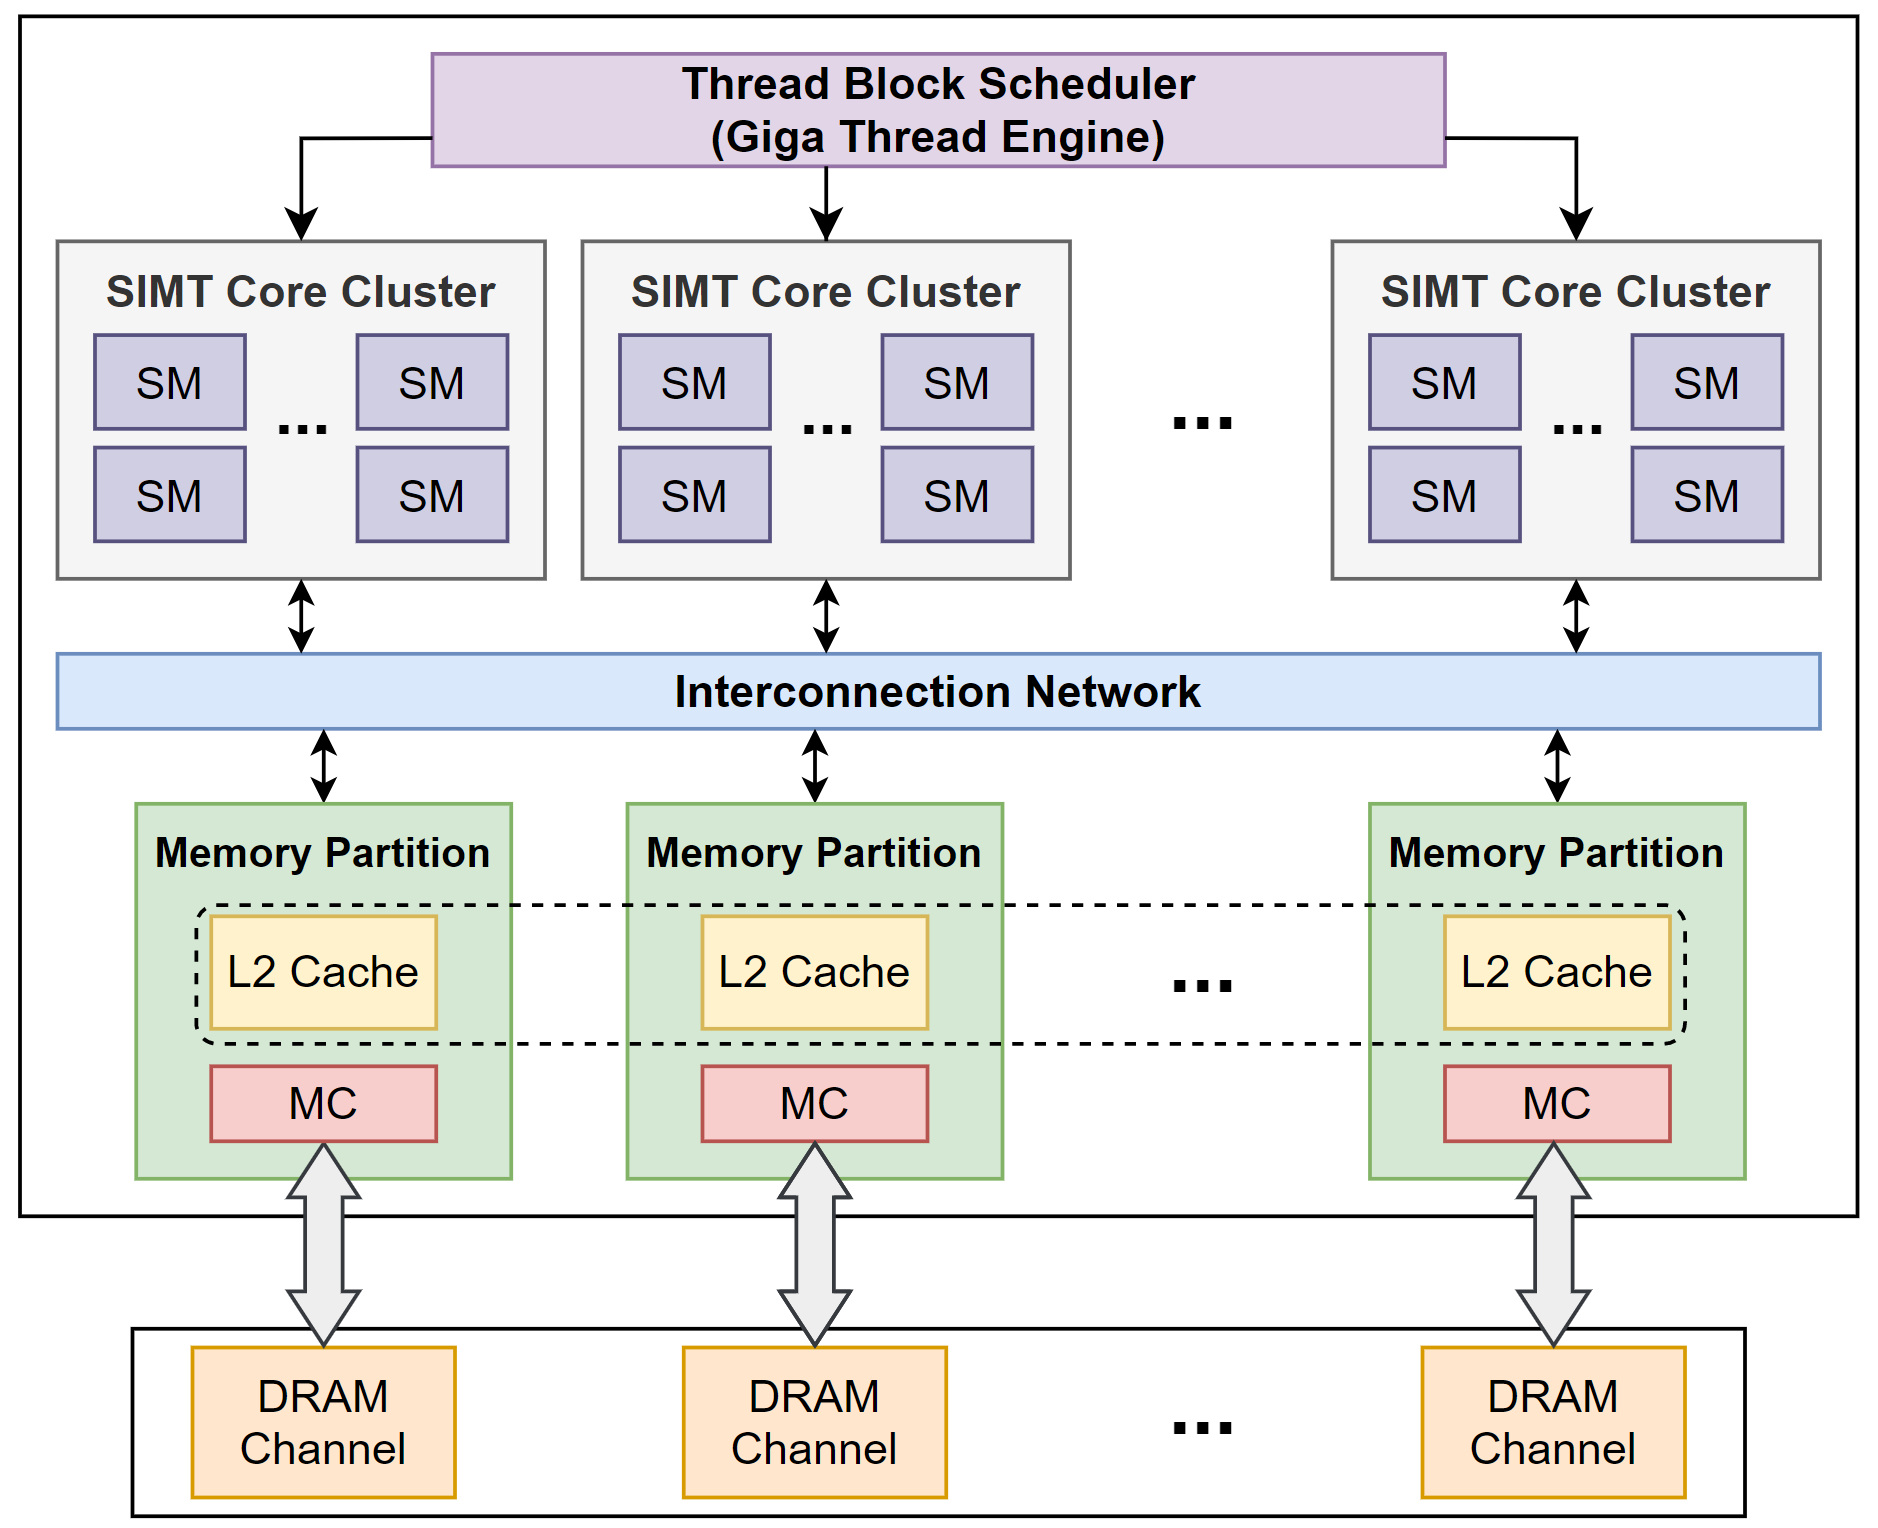 Thread Block Scheduler
(Giga Thread Engine)
SIMT Core Cluster
SM
...
SM
SM
SM
SIMT Core Cluster
SM
...
SM
SM
SM
...
SIMT Core Cluster
SM
...
SM
SM
SM
Interconnection Network
Memory Partition
L2 Cache
MC
Memory Partition
L2 Cache
MC
...
Memory Partition
L2 Cache
MC
DRAM
Channel
DRAM
Channel
...
DRAM
Channel